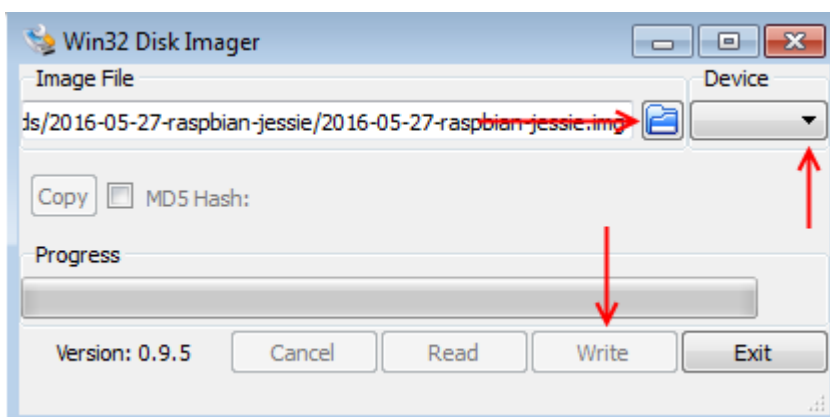 Win32 Disk Imager
Image File
Device
ds/2016-05-27-raspbian-jessie/2016-05-27-raspbian-jessie.img
Copy
MD5 Hash:
Progress
Version: 0.9.5
Cancel
Read
Write
Exit